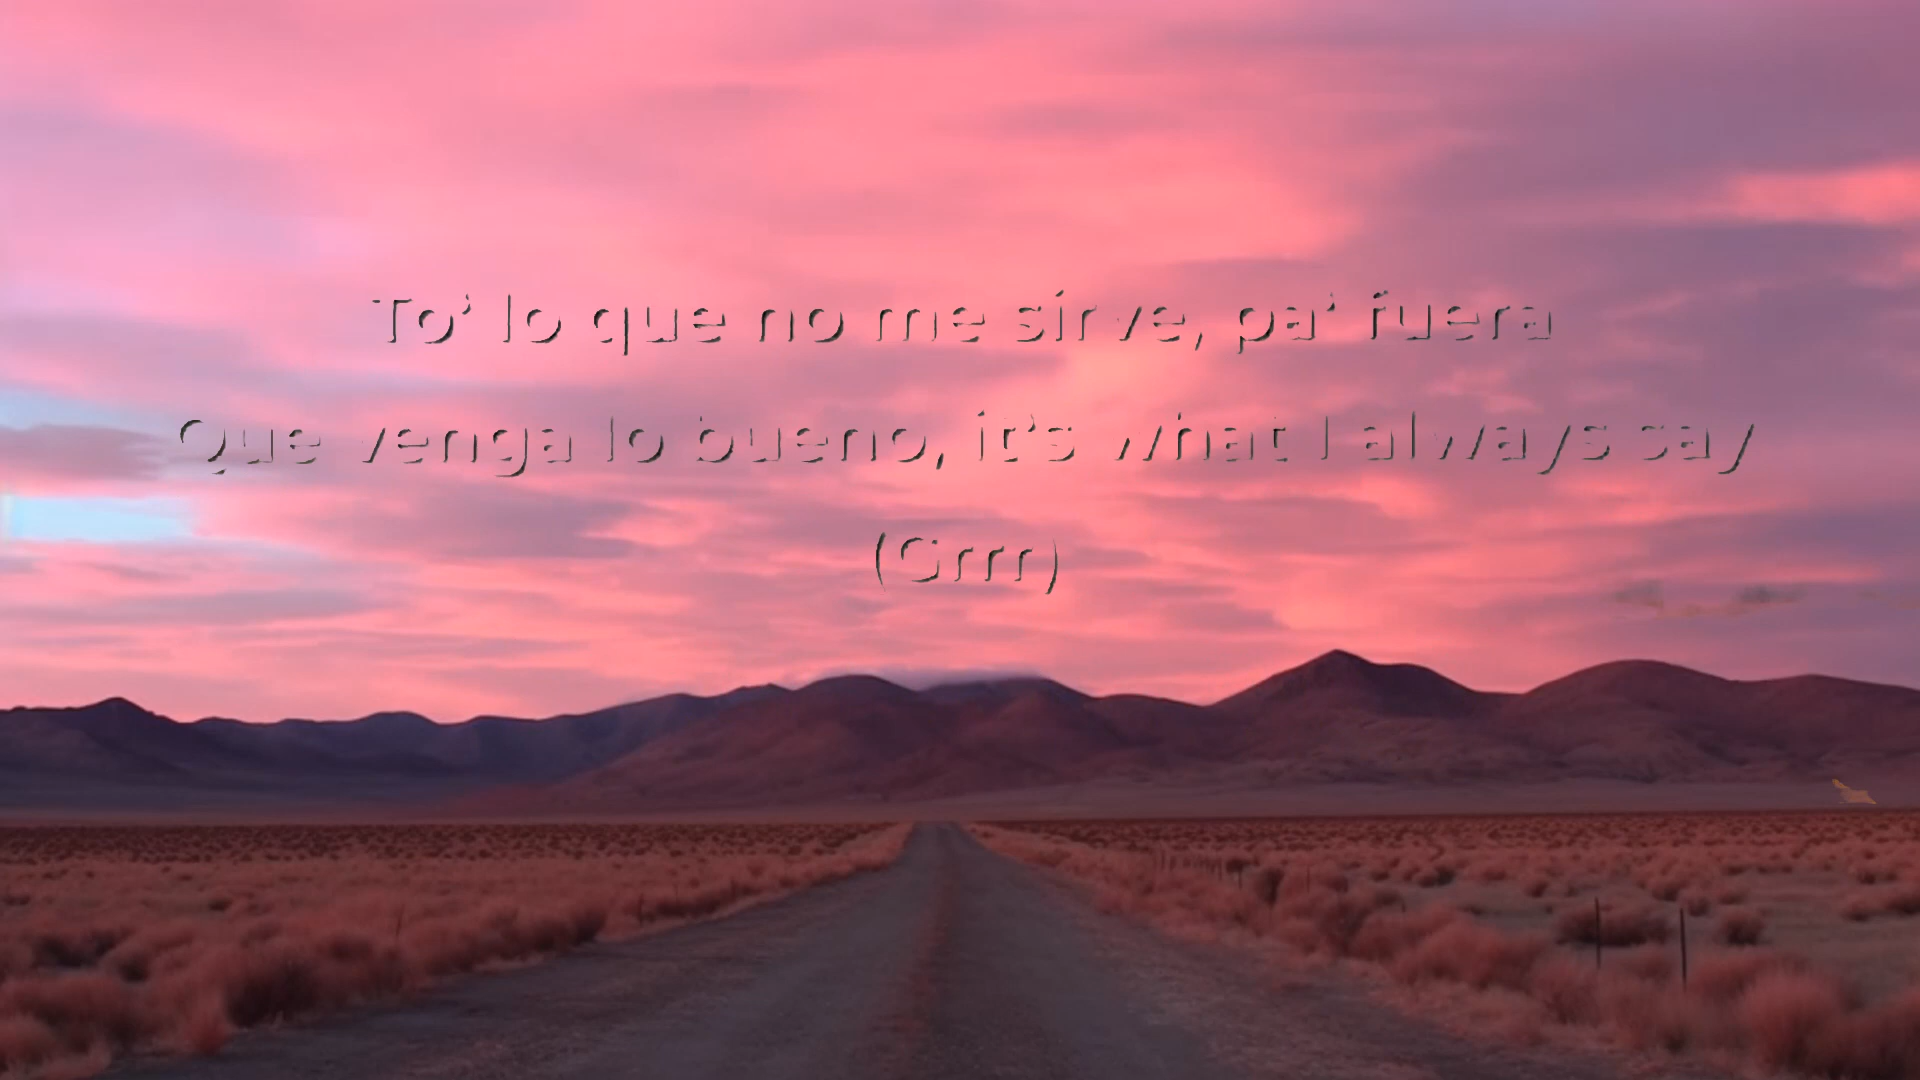 To' lo que no me sirve, pa' fuera
Que venga lo bueno, it's what I always say
(Grrr)